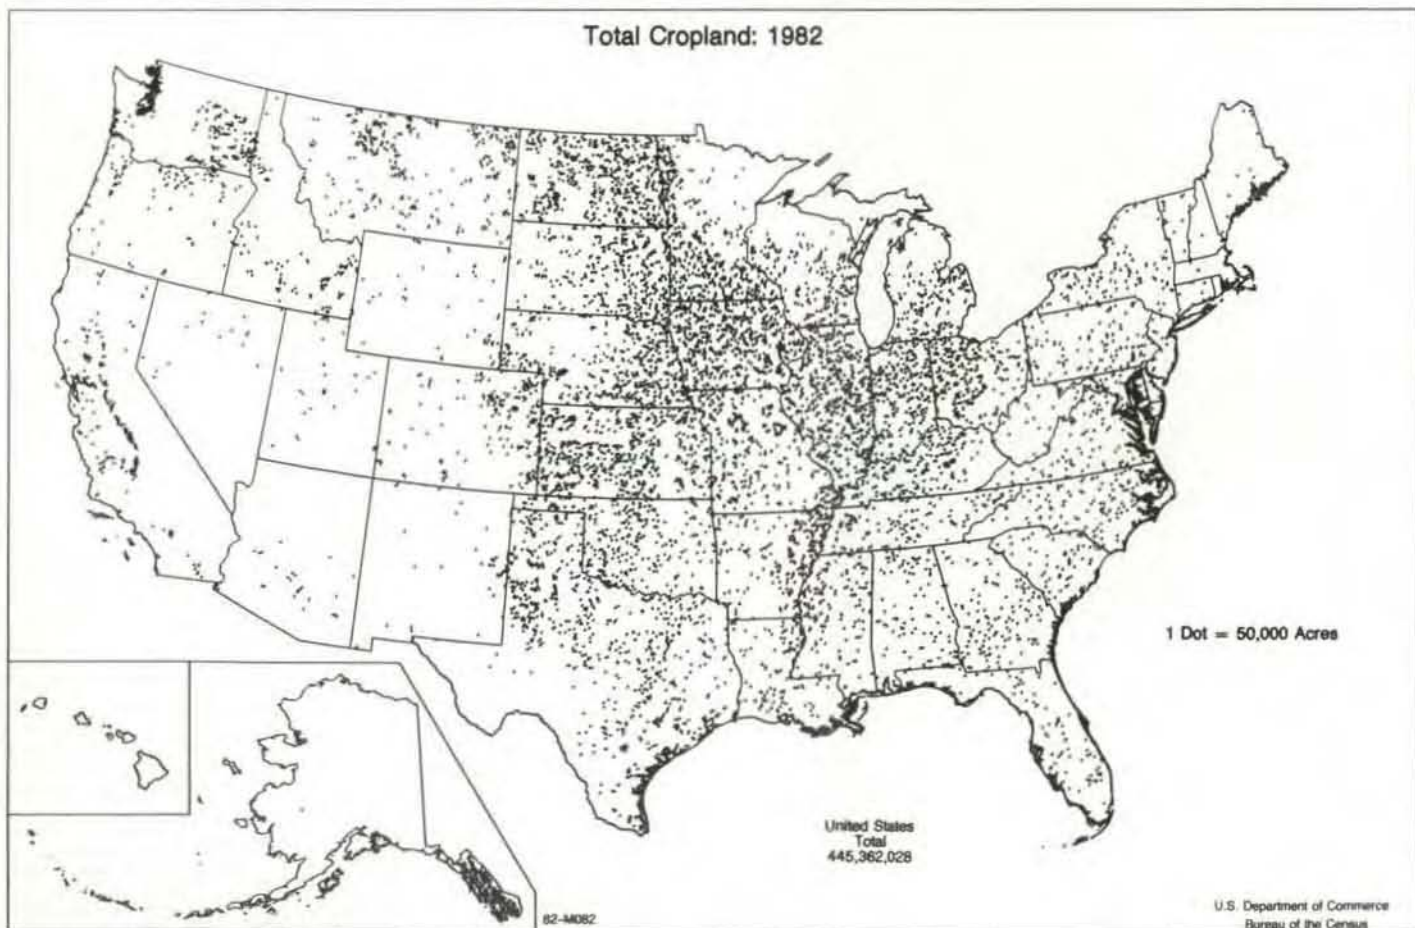 Total Cropland: 1982
1 Dot = 50,000 Acres
United States
Total
445,362,028
82-M082
U.S. Department of Commerce
Bureau of the Census